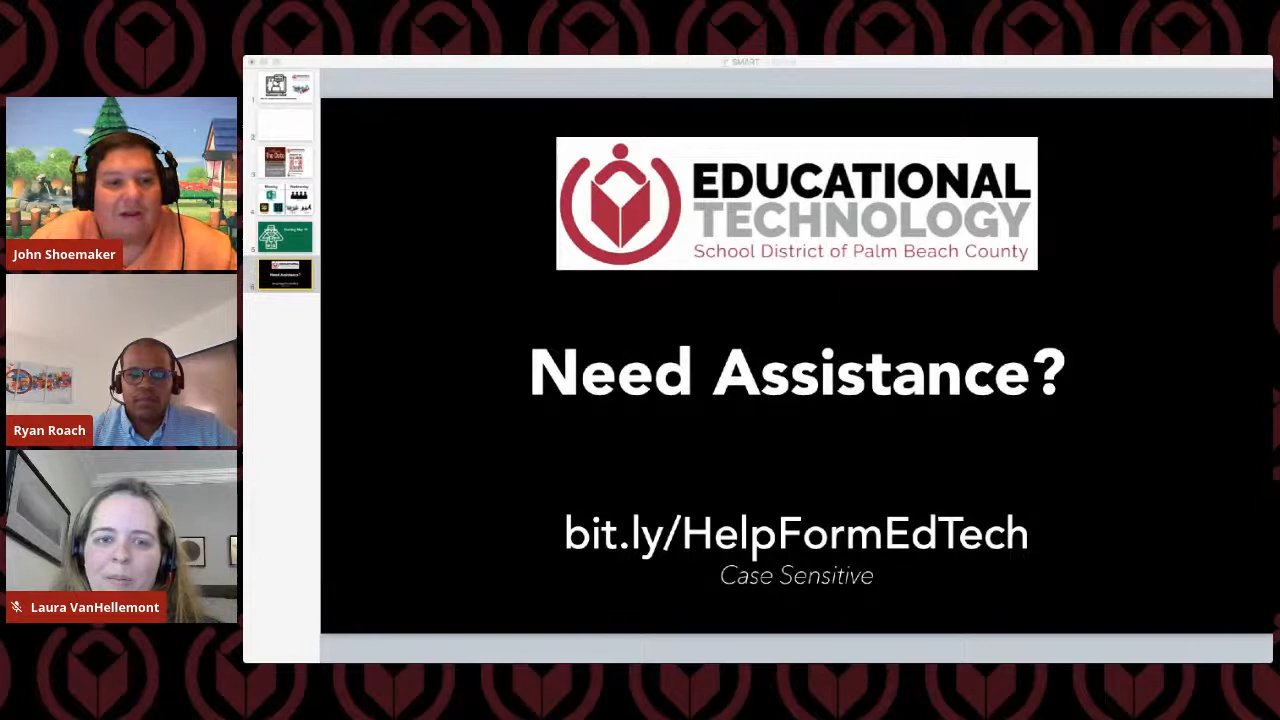 SMART
John Shoemaker
Ryan Roach
Laura VanHellemont
EDUCATIONAL
TECHNOLOGY
School District of Palm Beach County
Need Assistance?
bit.ly/HelpFormEdTech
Case Sensitive